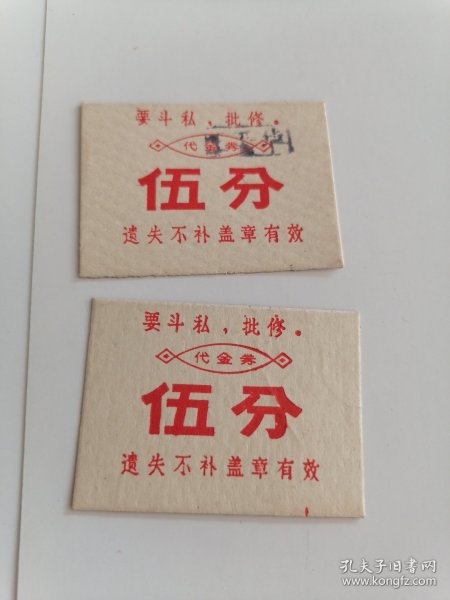 要斗私，批修。
代金券
伍分
遗失不补盖章有效
要斗私，批修。
代金券
伍分
遗失不补盖章有效
孔夫子旧书网
www.kongfz.com